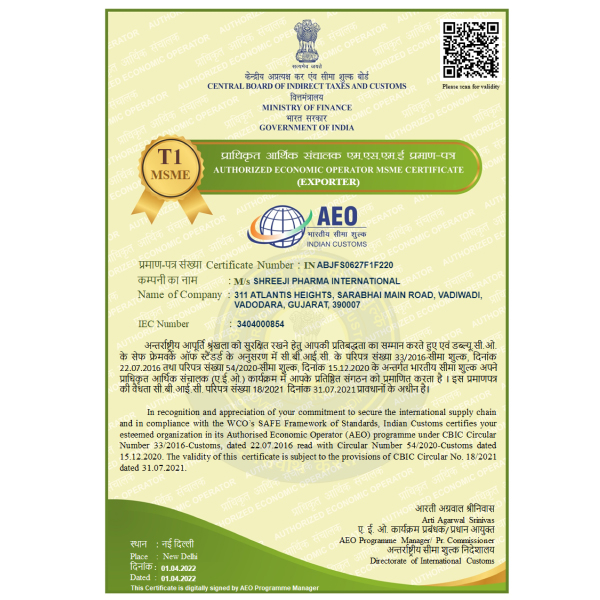 सत्यमेव जयते
Please scan for validity
केन्द्रीय अप्रत्यक्ष कर एवं सीमा शुल्क बोर्ड
CENTRAL BOARD OF INDIRECT TAXES AND CUSTOMS
वित्तमंत्रालय
MINISTRY OF FINANCE
भारत सरकार
GOVERNMENT OF INDIA
T1
MSME
प्राधिकृत आर्थिक संचालक एम.एस.एम.ई प्रमाण-पत्र
AUTHORIZED ECONOMIC OPERATOR MSME CERTIFICATE
(EXPORTER)
AEO
भारतीय सीमा शुल्क
INDIAN CUSTOMS
प्रमाण-पत्र संख्या Certificate Number : IN ABJFS0627F1F220
कम्पनी का नाम : M/s SHREEJI PHARMA INTERNATIONAL
Name of Company : 311 ATLANTIS HEIGHTS, SARABHAI MAIN ROAD, VADIWADI,
VADODARA, GUJARAT, 390007
IEC Number : 3404000854
अन्तर्राष्ट्रीय आपूर्ति श्रृंखला को सुरक्षित रखने हेतु आपकी प्रतिबद्धता का सम्मान करते हुए एवं डब्ल्यू.सी.ओ.
के सेफ फ्रेमवर्क ऑफ स्टैंडर्ड के अनुसरण में सी.बी.आई.सी. के परिपत्र संख्या 33/2016-सीमा शुल्क, दिनांक
22.07.2016 तथा परिपत्र संख्या 54/2020-सीमा शुल्क, दिनांक 15.12.2020 के अन्तर्गत भारतीय सीमा शुल्क अपने
प्राधिकृत आर्थिक संचालक (ए.ई.ओ.) कार्यक्रम में आपके प्रतिष्ठित संगठन को प्रमाणित करता है । इस प्रमाणपत्र
की वैधता सी.बी.आई.सी. परिपत्र संख्या 18/2021 दिनांक 31.07.2021 प्रावधानों के अधीन है।
In recognition and appreciation of your commitment to secure the international supply chain
and in compliance with the WCO's SAFE Framework of Standards, Indian Customs certifies your
esteemed organization in its Authorised Economic Operator (AEO) programme under CBIC Circular
Number 33/2016-Customs, dated 22.07.2016 read with Circular Number 54/2020-Customs dated
15.12.2020. The validity of this certificate is subject to the provisions of CBIC Circular No. 18/2021
dated 31.07.2021.
आरती अग्रवाल श्रीनिवास
Arti Agarwal Srinivas
ए. ई. ओ. कार्यक्रम प्रबंधक/ प्रधान आयुक्त
AEO Programme Manager/ Pr. Commissioner
अन्तर्राष्ट्रीय सीमा शुल्क निदेशालय
Directorate of International Customs
स्थान : नई दिल्ली
Place : New Delhi
दिनांक : 01.04.2022
Dated : 01.04.2022
This Certificate is digitally signed by AEO Programme Manager